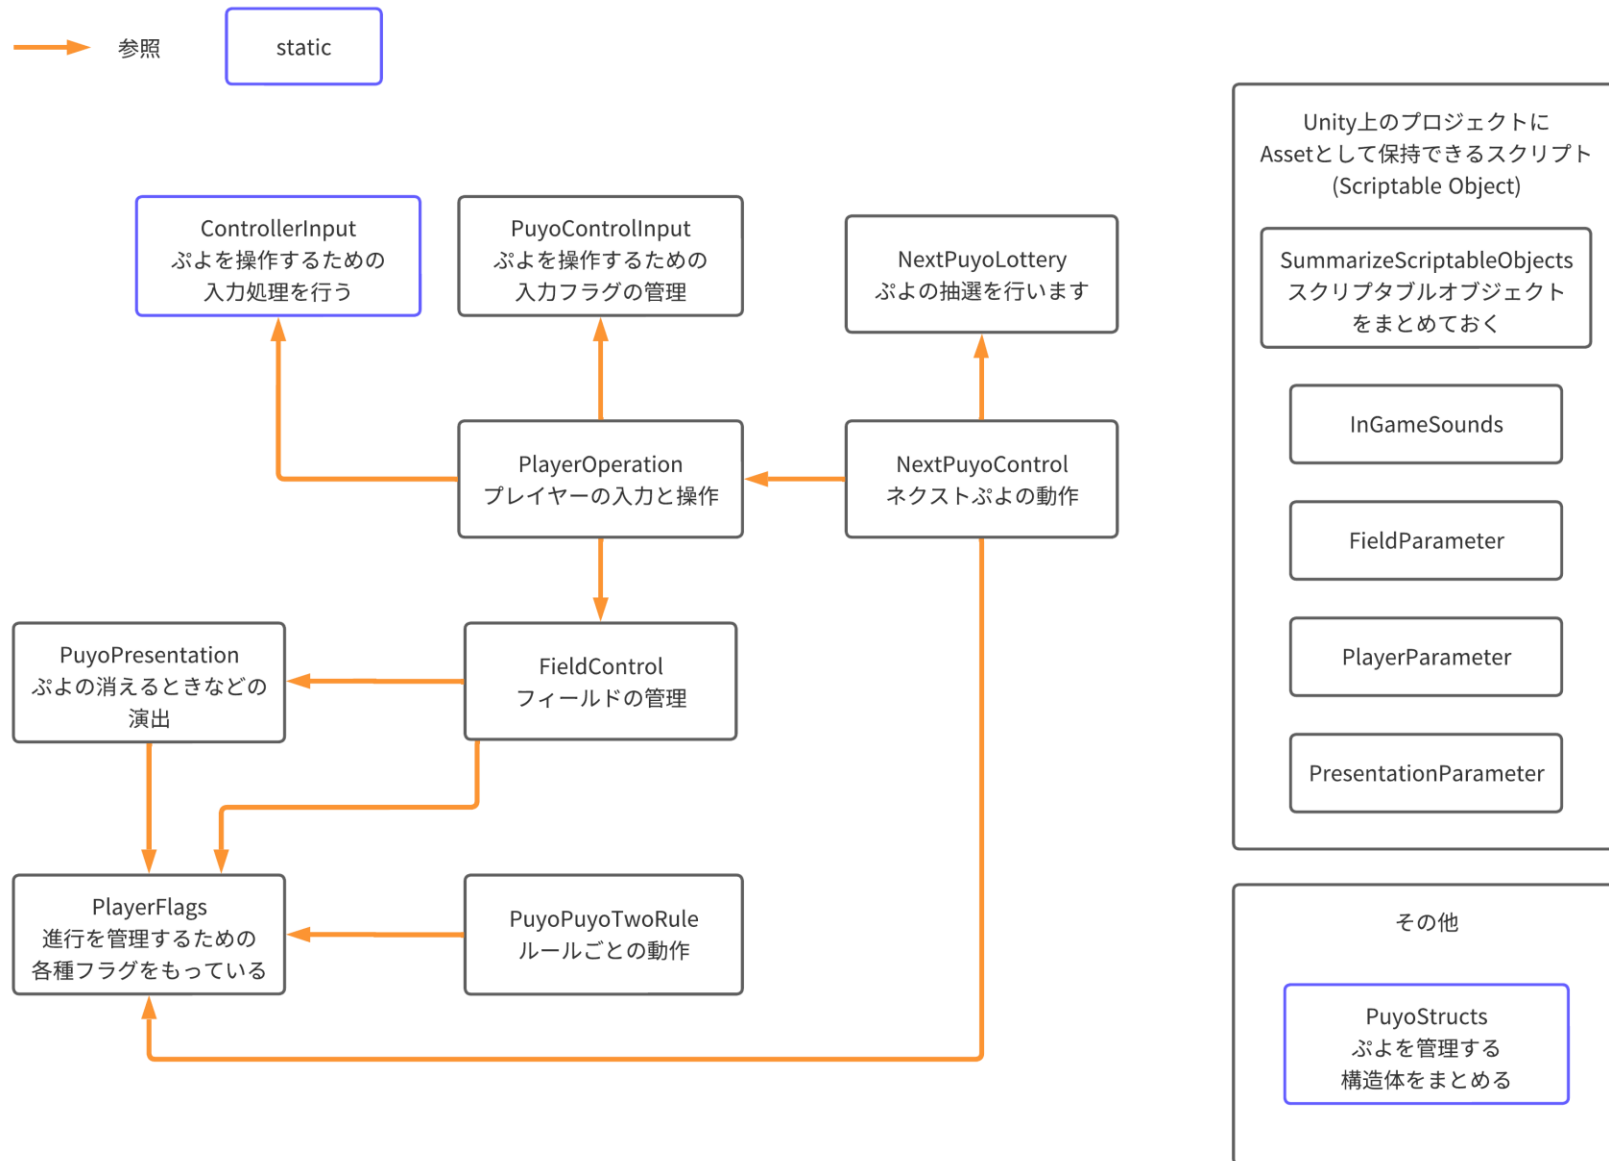 参照
static
Unity上のプロジェクトに
Assetとして保持できるスクリプト
(Scriptable Object)
ControllerInput
ぷよを操作するための
入力処理を行う
PuyoControlInput
ぷよを操作するための
入力フラグの管理
NextPuyoLottery
ぷよの抽選を行います
SummarizeScriptableObjects
スクリプタブルオブジェクト
をまとめておく
InGameSounds
PlayerOperation
プレイヤーの入力と操作
NextPuyoControl
ネクストぷよの動作
FieldParameter
PuyoPresentation
ぷよの消えるときなどの
演出
FieldControl
フィールドの管理
PlayerParameter
PresentationParameter
PlayerFlags
進行を管理するための
各種フラグをもっている
PuyoPuyoTwoRule
ルールごとの動作
その他
PuyoStructs
ぷよを管理する
構造体をまとめる